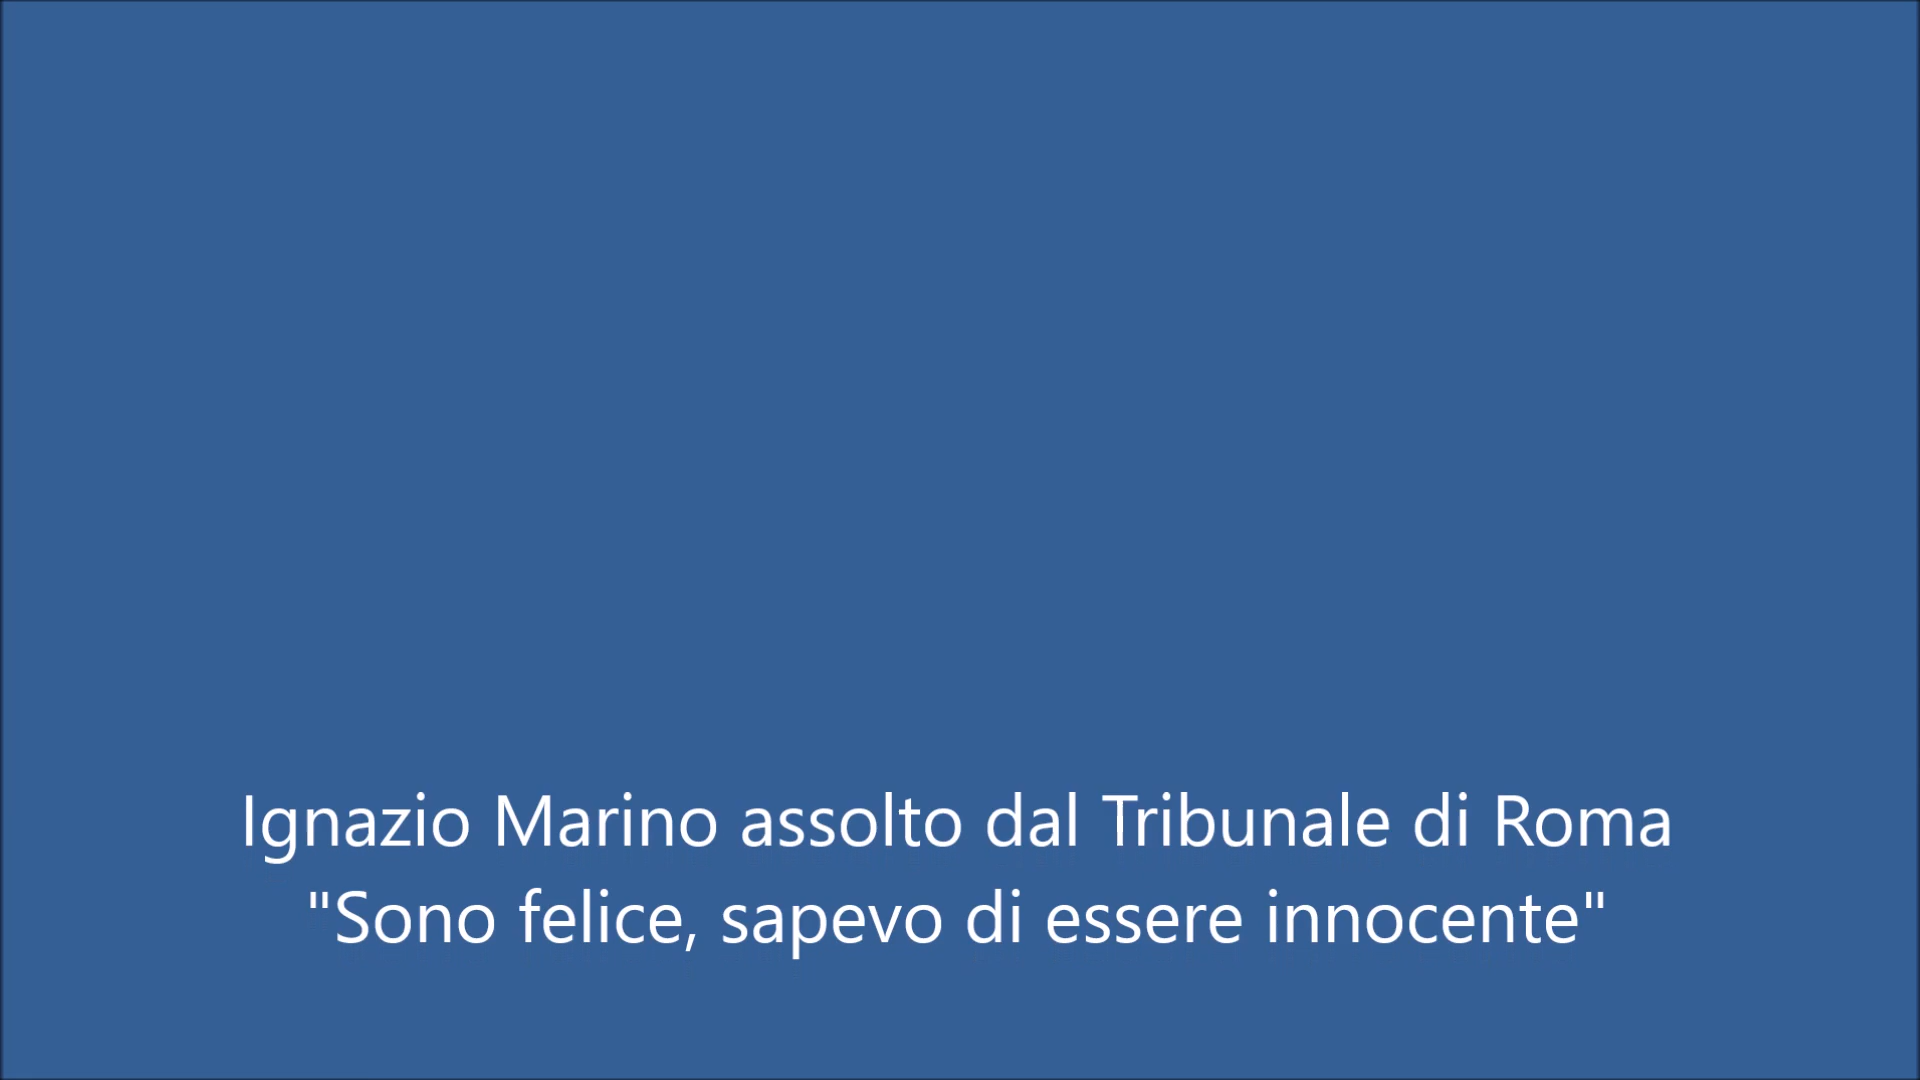 Ignazio Marino assolto dal Tribunale di Roma
"Sono felice, sapevo di essere innocente"